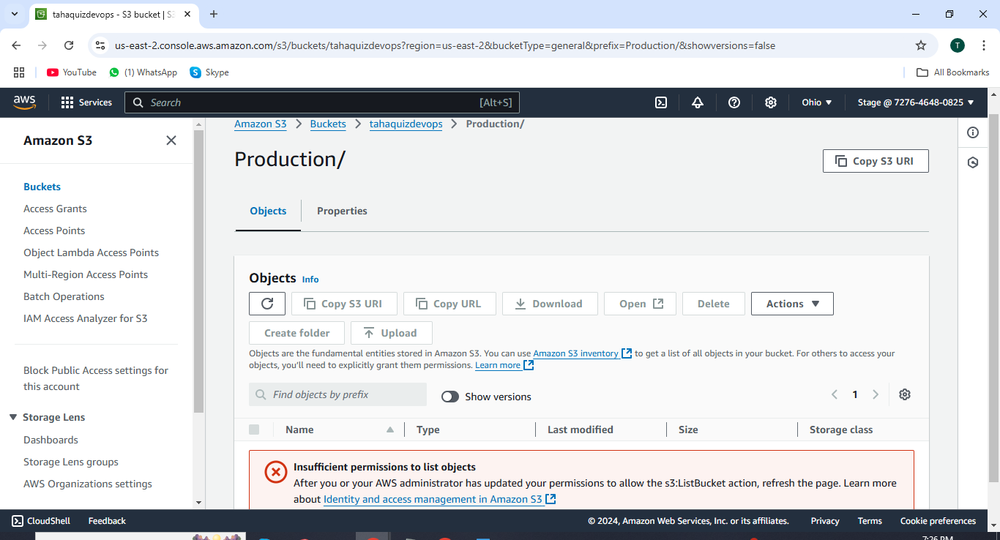 tahaquizdevops - S3 bucket | S3
us-east-2.console.aws.amazon.com/s3/buckets/tahaquizdevops?region=us-east-2&bucketType=general&prefix=Production/&showversions=false
T
YouTube
(1) WhatsApp
Skype
All Bookmarks
aws
Services
Search
[Alt+S]
Ohio
Stage @ 7276-4648-0825
Amazon S3
Buckets
Access Grants
Access Points
Object Lambda Access Points
Multi-Region Access Points
Batch Operations
IAM Access Analyzer for S3
Block Public Access settings for
this account
Storage Lens
Dashboards
Storage Lens groups
AWS Organizations settings
Amazon S3 > Buckets > tahaquizdevops > Production/
Production/
Copy S3 URI
Objects
Properties
Objects Info
Copy S3 URI
Copy URL
Download
Open
Delete
Actions
Create folder
Upload
Objects are the fundamental entities stored in Amazon S3. You can use Amazon S3 inventory to get a list of all objects in your bucket. For others to access your
objects, you'll need to explicitly grant them permissions. Learn more
Find objects by prefix
Show versions
1
Name
Type
Last modified
Size
Storage class
Insufficient permissions to list objects
After you or your AWS administrator has updated your permissions to allow the s3:ListBucket action, refresh the page. Learn more
about Identity and access management in Amazon S3
CloudShell
Feedback
© 2024, Amazon Web Services, Inc. or its affiliates.
Privacy
Terms
Cookie preferences
7:26 PM